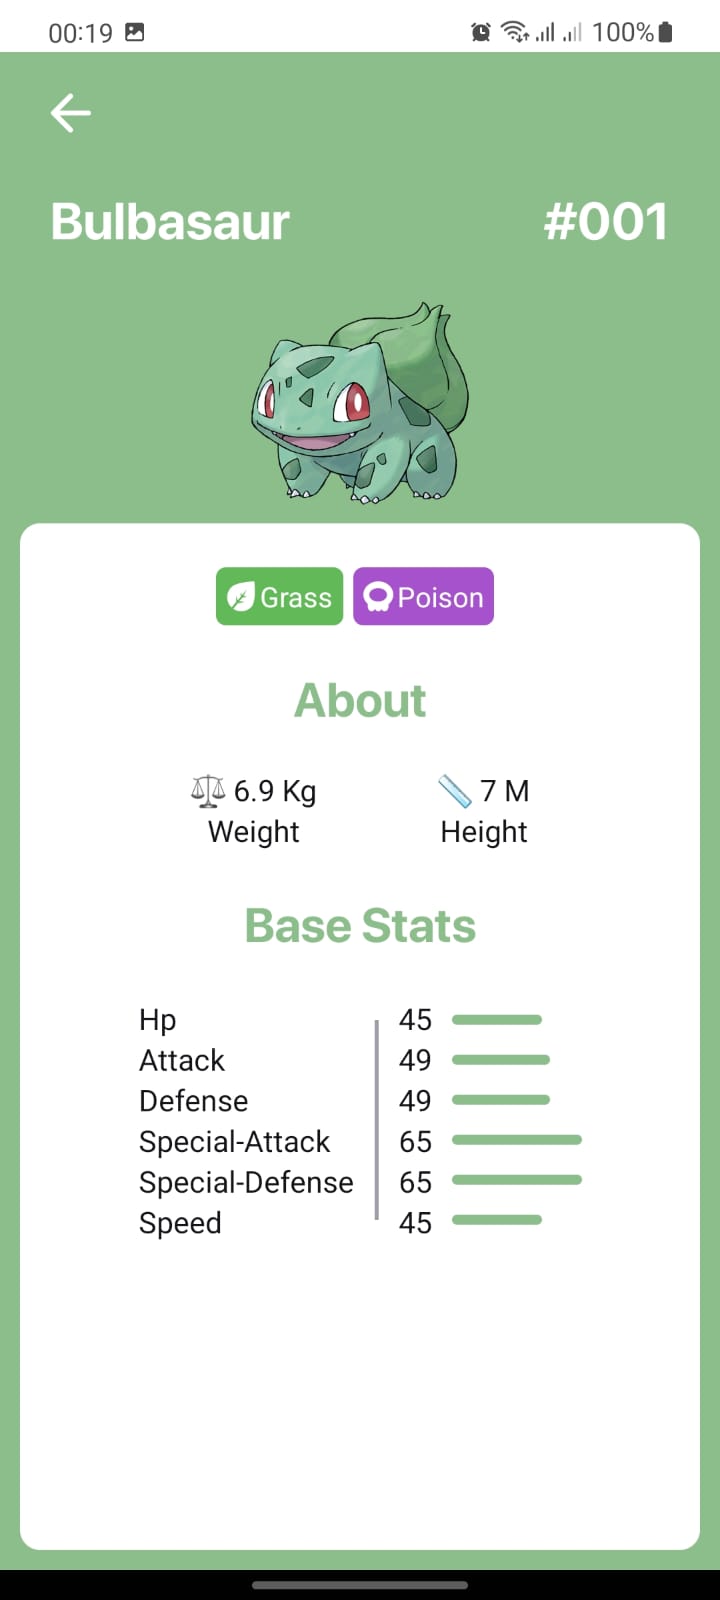 00:19 100%
Bulbasaur #001
Grass Poison
About
6.9 Kg 7 M
Weight Height
Base Stats
Hp 45
Attack 49
Defense 49
Special-Attack 65
Special-Defense 65
Speed 45